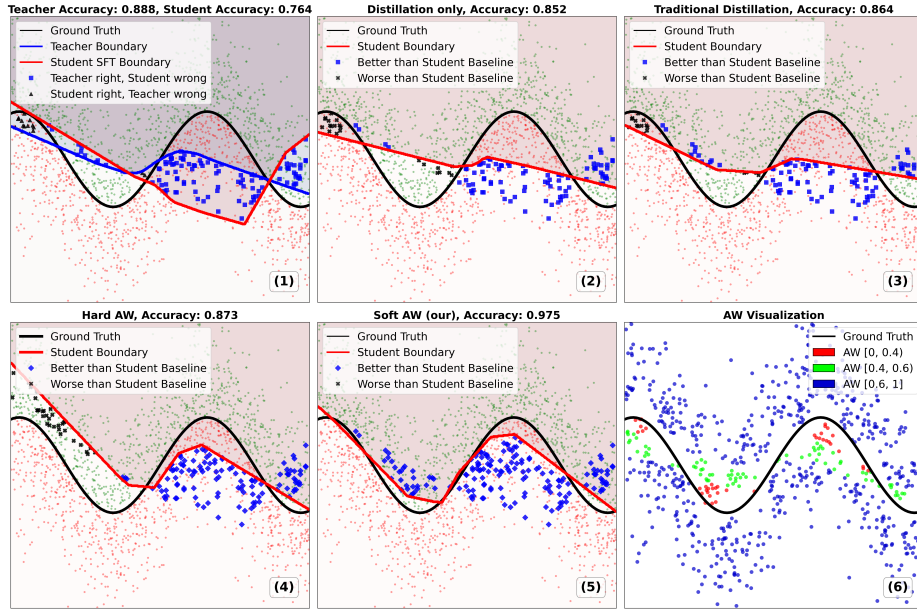 Teacher Accuracy: 0.888, Student Accuracy: 0.764
Ground Truth
Teacher Boundary
Student SFT Boundary
Teacher right, Student wrong
Student right, Teacher wrong
(1)
Distillation only, Accuracy: 0.852
Ground Truth
Student Boundary
Better than Student Baseline
Worse than Student Baseline
(2)
Traditional Distillation, Accuracy: 0.864
Ground Truth
Student Boundary
Better than Student Baseline
Worse than Student Baseline
(3)
Hard AW, Accuracy: 0.873
Ground Truth
Student Boundary
Better than Student Baseline
Worse than Student Baseline
(4)
Soft AW (our), Accuracy: 0.975
Ground Truth
Student Boundary
Better than Student Baseline
Worse than Student Baseline
(5)
AW Visualization
Ground Truth
AW [0, 0.4)
AW [0.4, 0.6)
AW [0.6, 1]
(6)